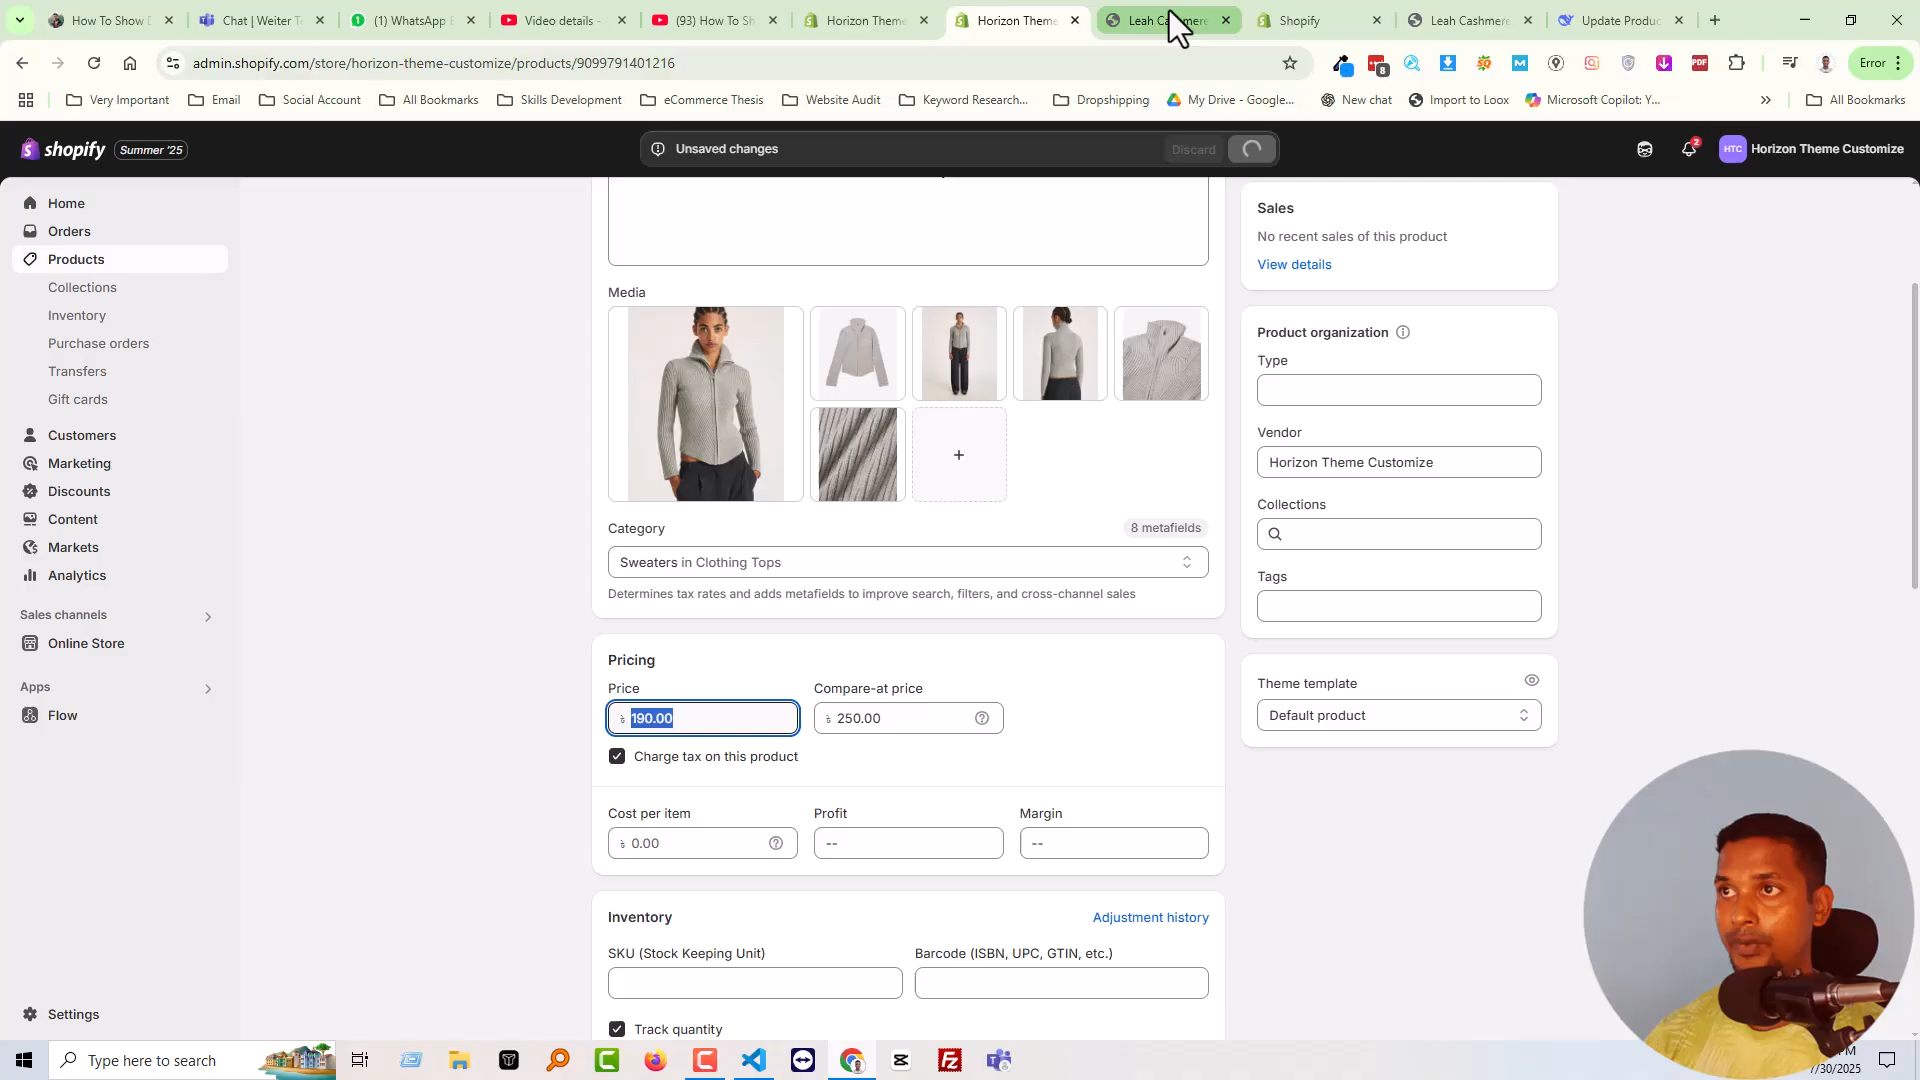 How To Show D
Chat | Weiter Te
(1) WhatsApp B
Video details -
(93) How To Sh
Horizon Theme
Horizon Theme
Leah Cashmere
Shopify
Leah Cashmere
Update Produc
admin.shopify.com/store/horizon-theme-customize/products/9099791401216
8
Error
Very Important
Email
Social Account
All Bookmarks
Skills Development
eCommerce Thesis
Website Audit
Keyword Research...
Dropshipping
My Drive - Google...
New chat
Import to Loox
Microsoft Copilot: Y...
All Bookmarks
shopify
Summer '25
Unsaved changes
Discard
2
HTC
Horizon Theme Customize
Home
Orders
Products
Collections
Inventory
Purchase orders
Transfers
Gift cards
Customers
Marketing
Discounts
Content
Markets
Analytics
Sales channels
Online Store
Apps
Flow
Settings
Media
Category
8 metafields
Sweaters in Clothing Tops
Determines tax rates and adds metafields to improve search, filters, and cross-channel sales
Pricing
Price
Compare-at price
৳ 190.00
৳ 250.00
Charge tax on this product
Cost per item
Profit
Margin
৳ 0.00
--
--
Inventory
Adjustment history
SKU (Stock Keeping Unit)
Barcode (ISBN, UPC, GTIN, etc.)
Track quantity
Sales
No recent sales of this product
View details
Product organization
Type
Vendor
Horizon Theme Customize
Collections
Tags
Theme template
Default product
Type here to search
PM
7/30/2025